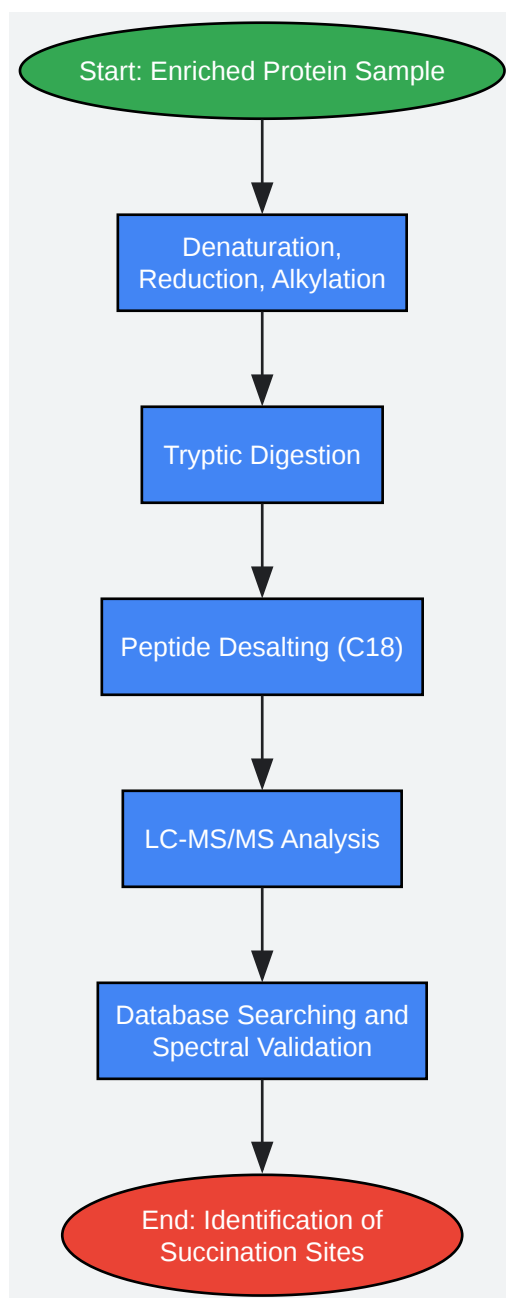 Start: Enriched Protein Sample
Denaturation,
Reduction, Alkylation
Tryptic Digestion
Peptide Desalting (C18)
LC-MS/MS Analysis
Database Searching and
Spectral Validation
End: Identification of
Succination Sites